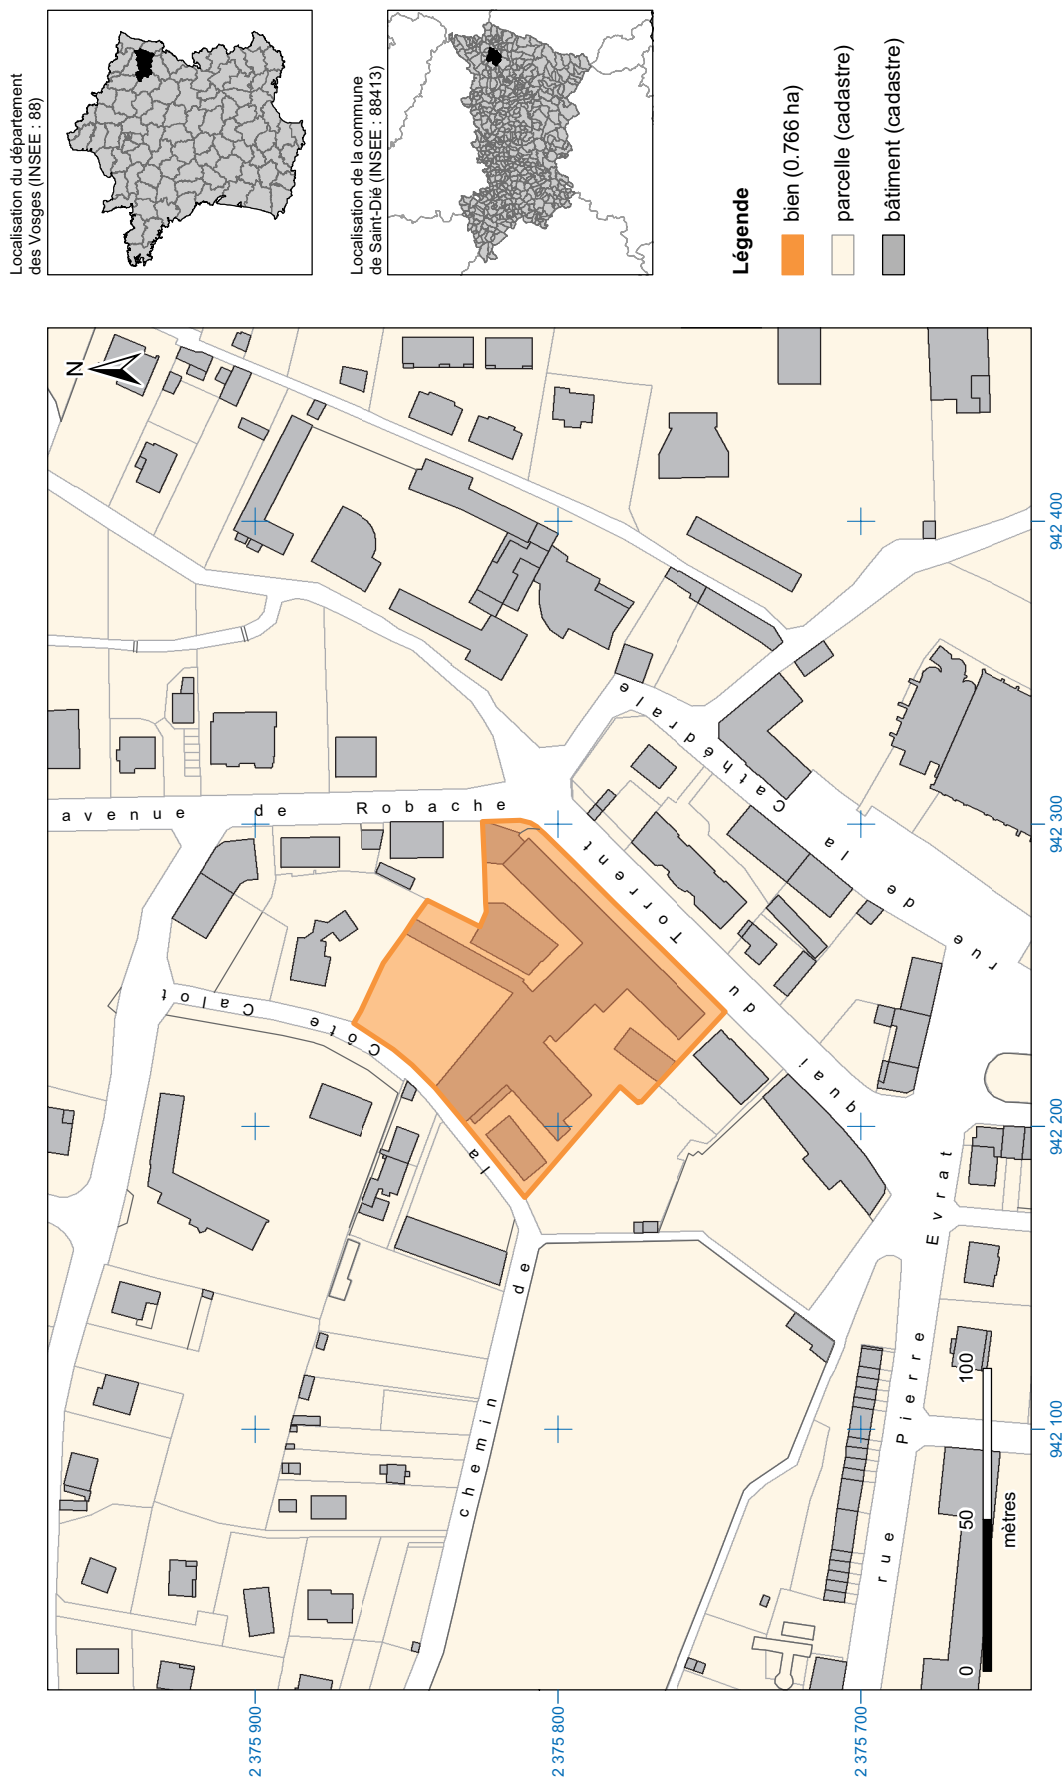 Localisation du département
des Vosges (INSEE : 88)
Localisation de la commune
de Saint-Dié (INSEE : 88413)
Légende
bien (0.766 ha)
parcelle (cadastre)
bâtiment (cadastre)
N
avenue de Robache
chemin de la Côte Calot
quai du Torrent
rue de la Cathédrale
rue Pierre Evrat
0 50 100
mètres
2 375 900
2 375 800
2 375 700
942 100
942 200
942 300
942 400